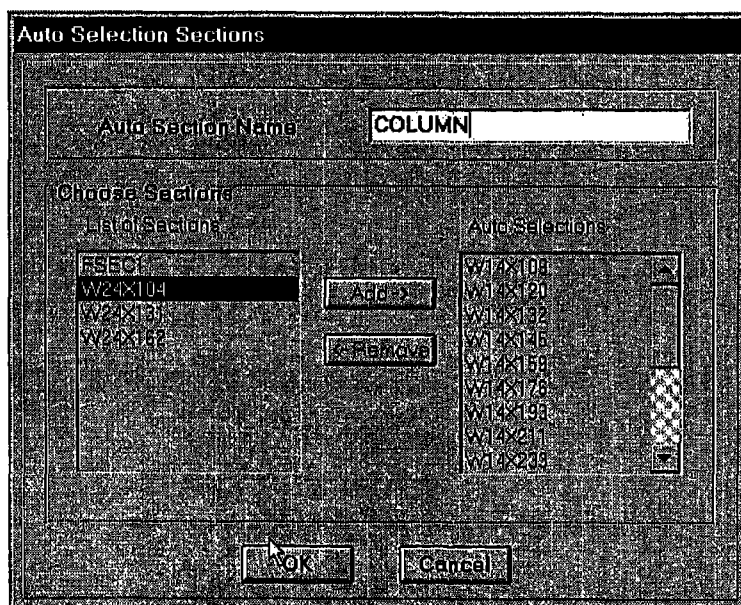 Auto Selection Sections
Auto Section Name
COLUMN
Choose Sections
List of Sections
Auto Selections
FSEC1
W24X104
W24X131
W24X162
Add ->
<-Remove
W14X109
W14X120
W14X132
W14X145
W14X159
W14X176
W14X193
W14X211
W14X233
OK
Cancel